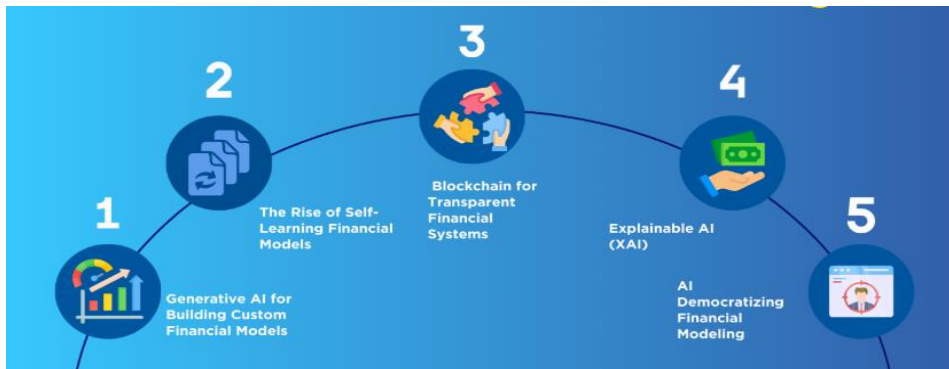 1
Generative AI for
Building Custom
Financial Models
2
The Rise of Self-
Learning Financial
Models
3
Blockchain for
Transparent
Financial
Systems
4
Explainable AI
(XAI)
5
AI
Democratizing
Financial
Modeling